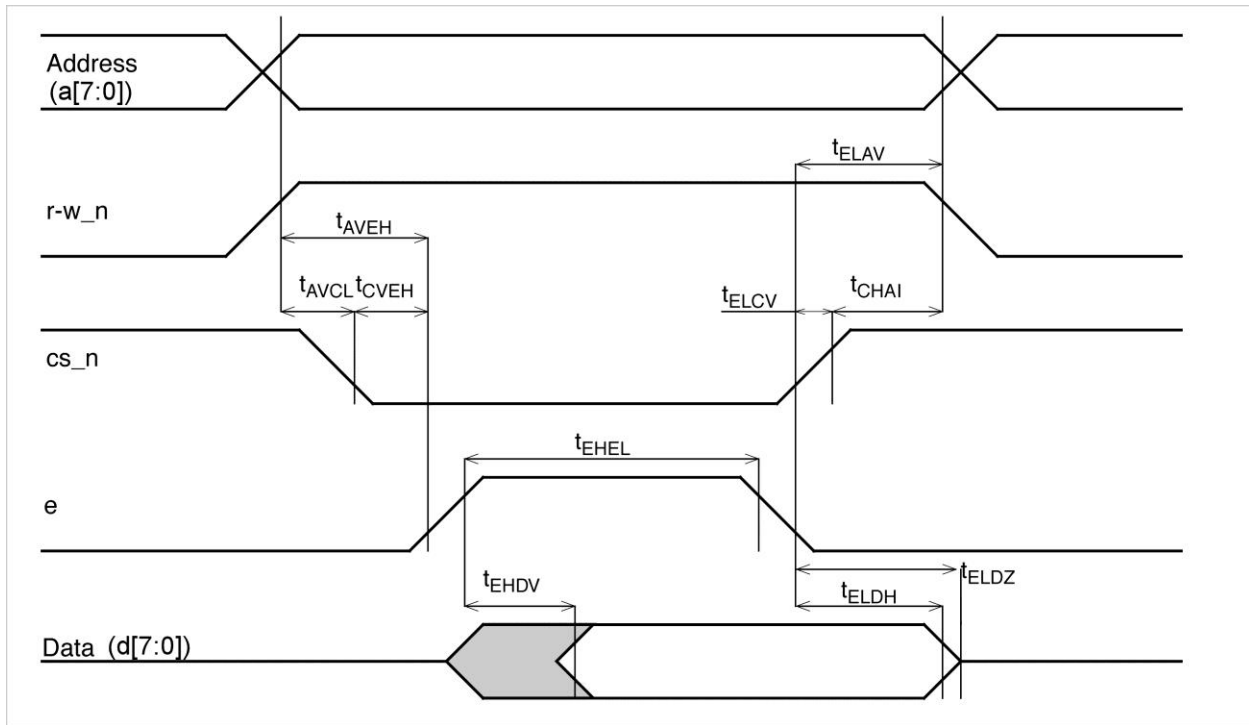 Address
(a[7:0])
tELAV
r-w_n
tAVEH
tAVCL tCVEH
tELCV
tCHAI
cs_n
tEHEL
e
tEHDV
tELDZ
tELDH
Data (d[7:0])